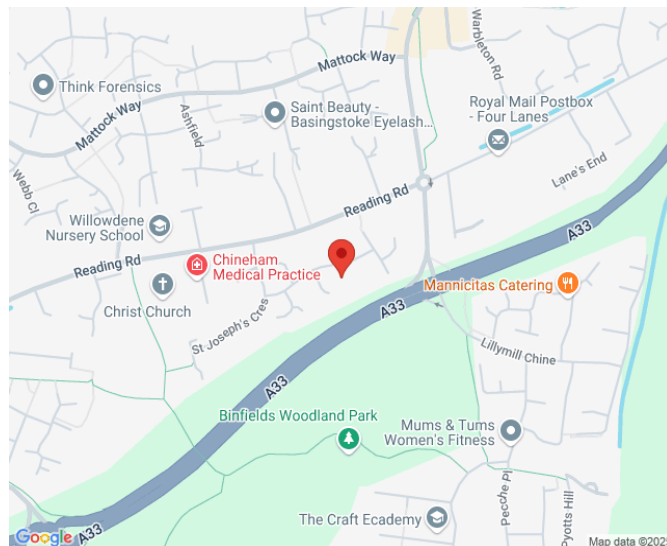 Mattock Way
Warbleton Rd
Think Forensics
Mattock Way
Ashfield
Saint Beauty -
Basingstoke Eyelash...
Royal Mail Postbox
- Four Lanes
Webb Cl
Lane's End
Willowdene
Nursery School
Reading Rd
Reading Rd
Chineham
Medical Practice
A33
Christ Church
Mannicitas Catering
A33
St Joseph's Cres
Lillymill Chine
A33
Binfields Woodland Park
Mums & Tums
Women's Fitness
Pecche Pl
Pyotts Hill
The Craft Ecademy
A33
Google
Map data ©202